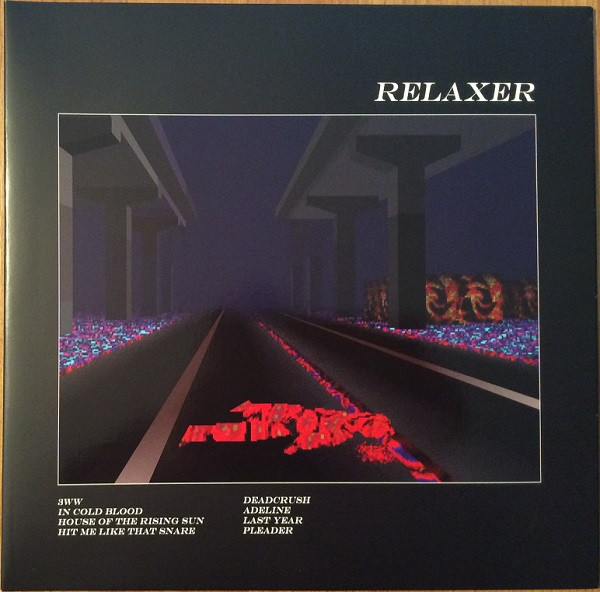 RELAXER
3WW
IN COLD BLOOD
HOUSE OF THE RISING SUN
HIT ME LIKE THAT SNARE
DEADCRUSH
ADELINE
LAST YEAR
PLEADER